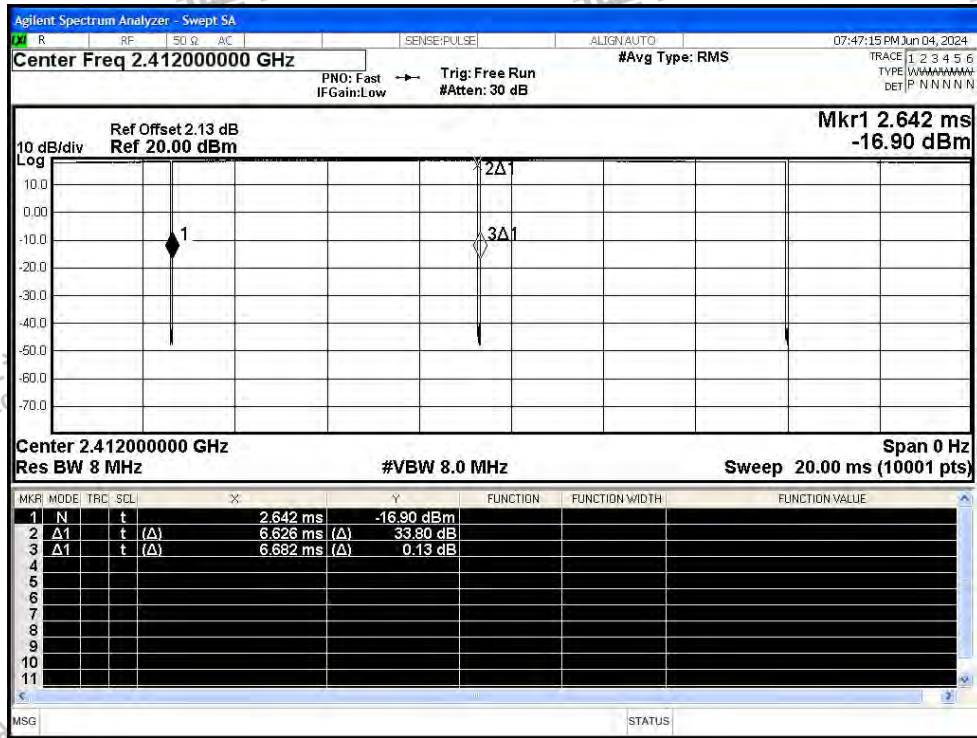 Agilent Spectrum Analyzer - Swept SA
LXI R RF 50 Ω AC SENSE:PULSE ALIGN AUTO 07:47:15 PM Jun 04, 2024
Center Freq 2.412000000 GHz #Avg Type: RMS TRACE 1 2 3 4 5 6
PNO: Fast Trig: Free Run TYPE WWWWWW
IFGain:Low #Atten: 30 dB DET P N N N N N
Mkr1 2.642 ms
Ref Offset 2.13 dB
10 dB/div Ref 20.00 dBm -16.90 dBm
Log
2Δ1
10.0
0.00
1 3Δ1
-10.0
-20.0
-30.0
-40.0
-50.0
-60.0
-70.0
Center 2.412000000 GHz Span 0 Hz
Res BW 8 MHz #VBW 8.0 MHz Sweep 20.00 ms (10001 pts)
MKR MODE TRC SCL X Y FUNCTION FUNCTION WIDTH FUNCTION VALUE
1 N t 2.642 ms -16.90 dBm
2 Δ1 t (Δ) 6.626 ms (Δ) 33.80 dB
3 Δ1 t (Δ) 6.682 ms (Δ) 0.13 dB
4
5
6
7
8
9
10
11
MSG STATUS